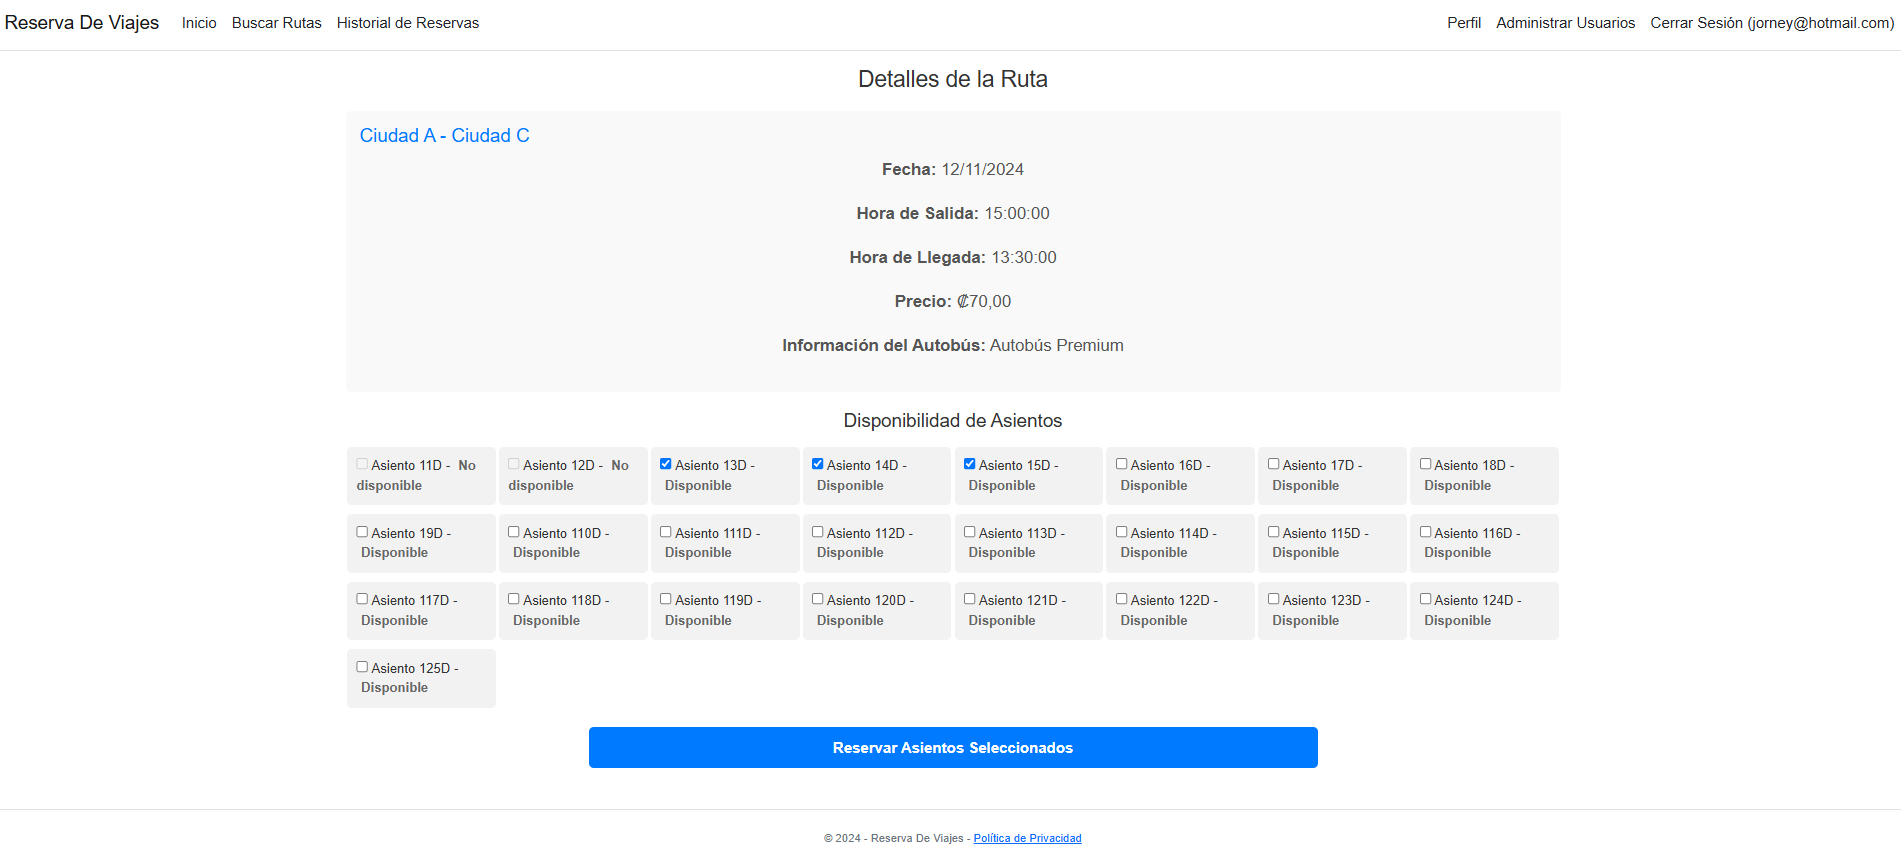 Reserva De Viajes Inicio Buscar Rutas Historial de Reservas Perfil Administrar Usuarios Cerrar Sesión (jorney@hotmail.com)
Detalles de la Ruta
Ciudad A - Ciudad C
Fecha: 12/11/2024
Hora de Salida: 15:00:00
Hora de Llegada: 13:30:00
Precio: ₡70,00
Información del Autobús: Autobús Premium
Disponibilidad de Asientos
Asiento 11D - No
disponible
Asiento 12D - No
disponible
Asiento 13D -
Disponible
Asiento 14D -
Disponible
Asiento 15D -
Disponible
Asiento 16D -
Disponible
Asiento 17D -
Disponible
Asiento 18D -
Disponible
Asiento 19D -
Disponible
Asiento 110D -
Disponible
Asiento 111D -
Disponible
Asiento 112D -
Disponible
Asiento 113D -
Disponible
Asiento 114D -
Disponible
Asiento 115D -
Disponible
Asiento 116D -
Disponible
Asiento 117D -
Disponible
Asiento 118D -
Disponible
Asiento 119D -
Disponible
Asiento 120D -
Disponible
Asiento 121D -
Disponible
Asiento 122D -
Disponible
Asiento 123D -
Disponible
Asiento 124D -
Disponible
Asiento 125D -
Disponible
Reservar Asientos Seleccionados
© 2024 - Reserva De Viajes - Política de Privacidad